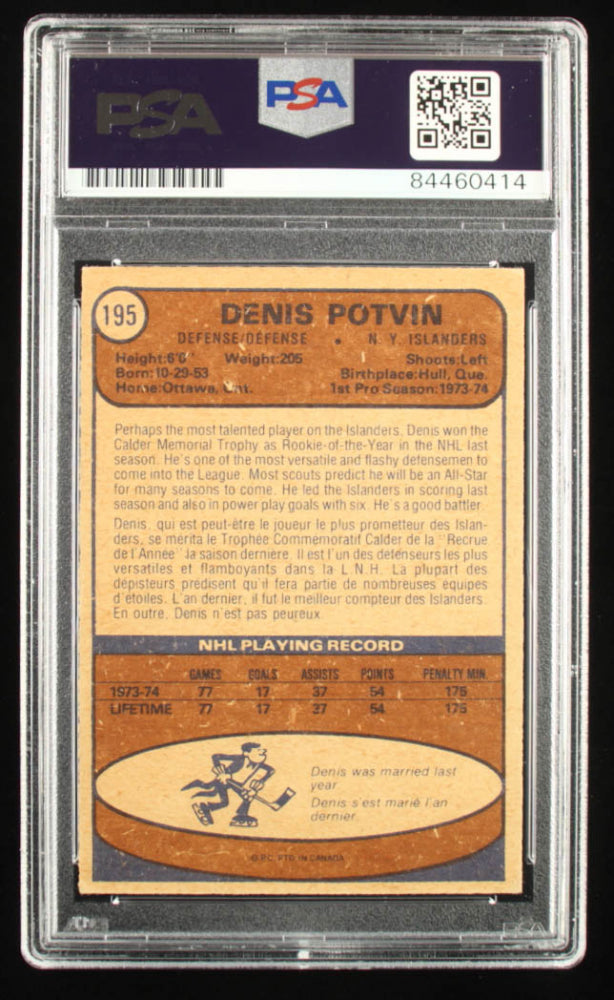 PSA
PSA
84460414
195
DENIS POTVIN
DEFENSE/DÉFENSE • N. Y. ISLANDERS
Height:6'0" Weight:205 Shoots:Left
Born:10-29-53 Birthplace:Hull, Que.
Home:Ottawa, Ont. 1st Pro Season:1973-74
Perhaps the most talented player on the Islanders, Denis won the
Calder Memorial Trophy as Rookie-of-the-Year in the NHL last
season. He's one of the most versatile and flashy defensemen to
come into the League. Most scouts predict he will be an All-Star
for many seasons to come. He led the Islanders in scoring last
season and also in power play goals with six. He's a good battler.
Denis, qui est peut-être le joueur le plus prometteur des Islan-
ders, se mérita le Trophée Commemoratif Calder de la "Recrue
de l'Année" la saison dernière. Il est l'un des défenseurs les plus
versatiles et flamboyants dans la L.N.H. La plupart des
dépisteurs prédisent qu'il fera partie de nombreuses équipes
d'étoiles. L'an dernier, il fut le meilleur compteur des Islanders.
En outre, Denis n'est pas peureux.
NHL PLAYING RECORD
GAMES GOALS ASSISTS POINTS PENALTY MIN.
1973-74 77 17 37 54 175
LIFETIME 77 17 37 54 175
Denis was married last
year.
Denis s'est marié l'an
dernier.
O.P.C. PTD. IN CANADA
PSA